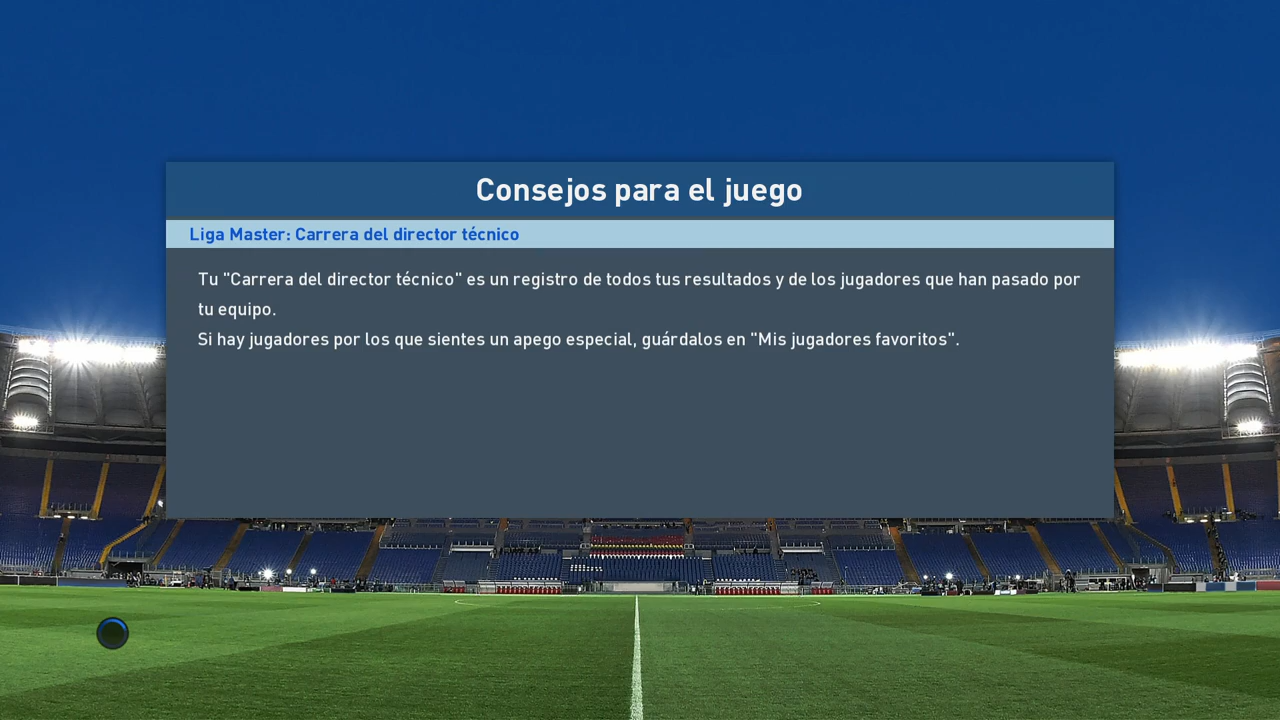 Consejos para el juego
Liga Master: Carrera del director técnico
Tu "Carrera del director técnico" es un registro de todos tus resultados y de los jugadores que han pasado por
tu equipo.
Si hay jugadores por los que sientes un apego especial, guárdalos en "Mis jugadores favoritos".